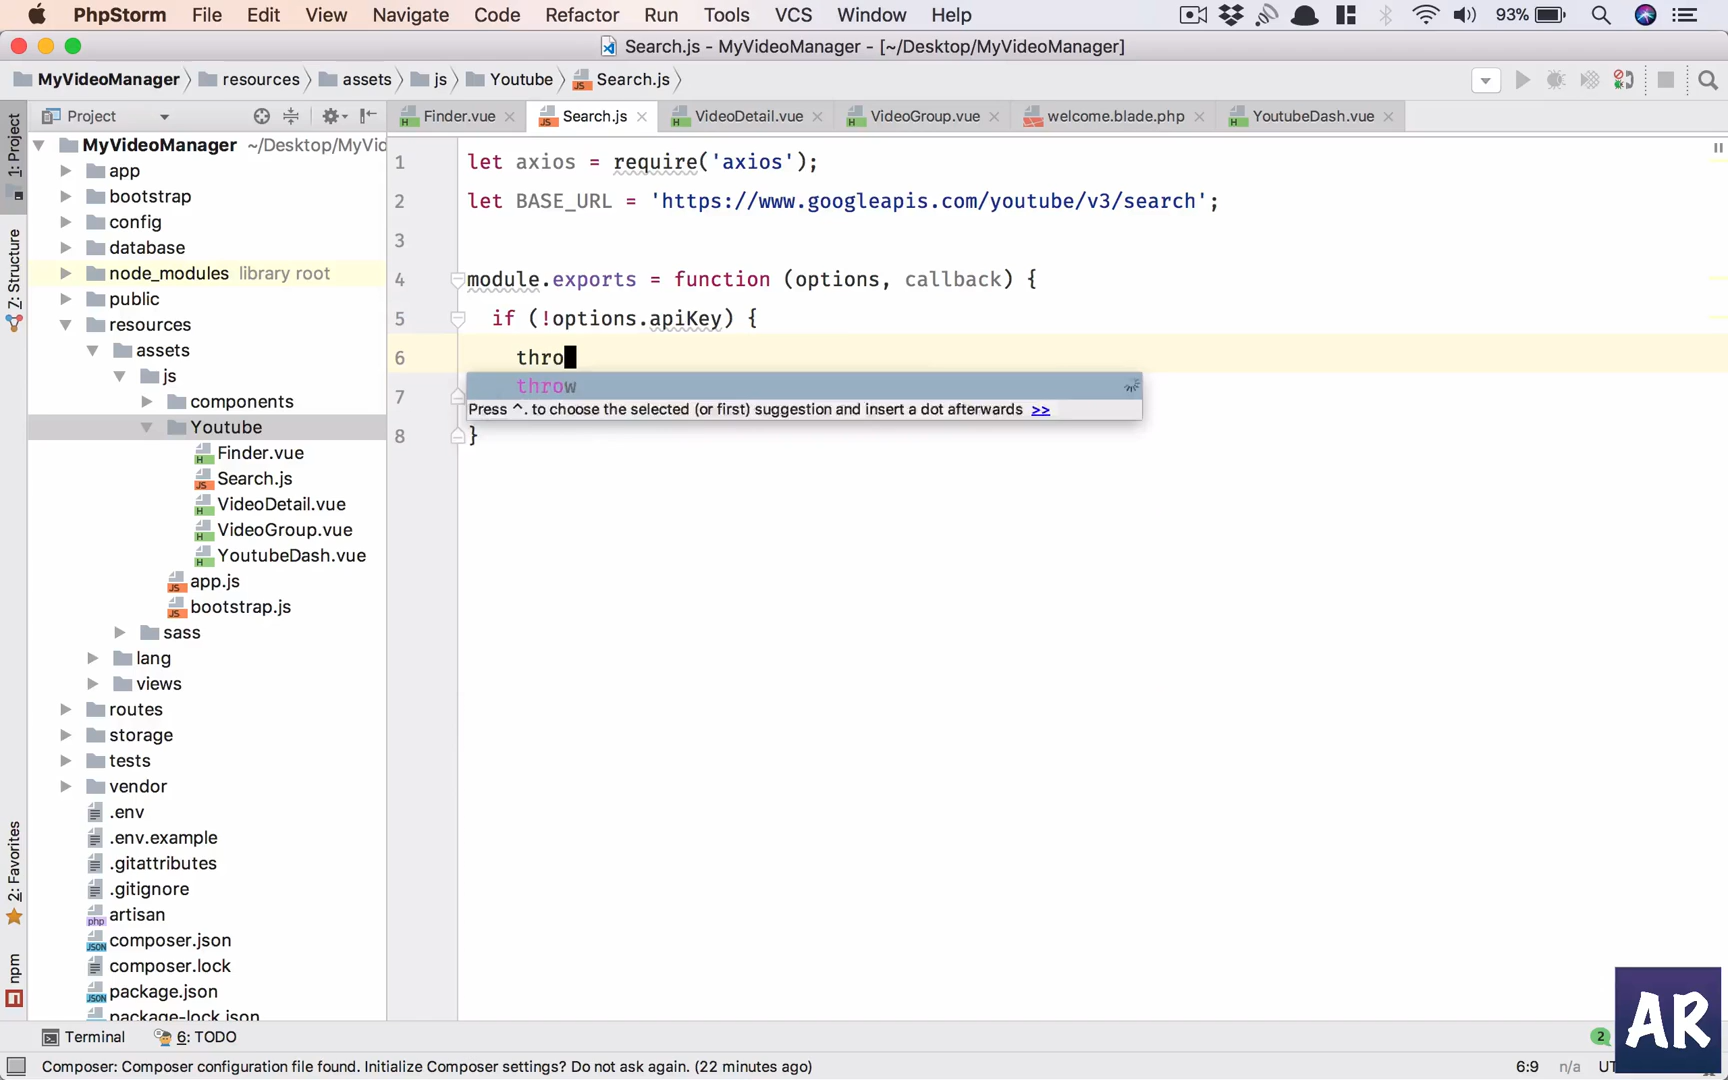 PhpStorm File Edit View Navigate Code Refactor Run Tools VCS Window Help 93%
Search.js - MyVideoManager - [~/Desktop/MyVideoManager]
MyVideoManager resources assets js Youtube Search.js
Project Finder.vue Search.js VideoDetail.vue VideoGroup.vue welcome.blade.php YoutubeDash.vue
1: Project
Z: Structure
2: Favorites
npm
MyVideoManager ~/Desktop/MyVid
app
bootstrap
config
database
node_modules library root
public
resources
assets
js
components
Youtube
Finder.vue
Search.js
VideoDetail.vue
VideoGroup.vue
YoutubeDash.vue
app.js
bootstrap.js
sass
lang
views
routes
storage
tests
vendor
.env
.env.example
.gitattributes
.gitignore
artisan
composer.json
composer.lock
package.json
package-lock.json
1 let axios = require('axios');
2 let BASE_URL = 'https://www.googleapis.com/youtube/v3/search';
3
4 module.exports = function (options, callback) {
5 if (!options.apiKey) {
6 thro
throw
7
Press ^. to choose the selected (or first) suggestion and insert a dot afterwards >>
8 }
Terminal 6: TODO 2
Composer: Composer configuration file found. Initialize Composer settings? Do not ask again. (22 minutes ago) 6:9 n/a
AR